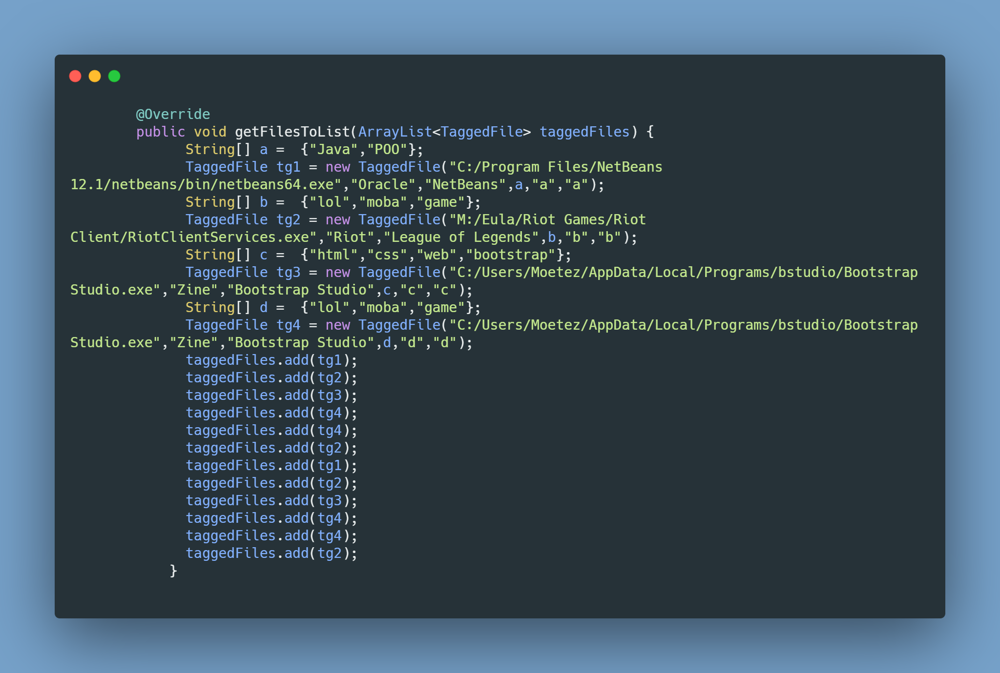 @Override
public void getFilesToList(ArrayList<TaggedFile> taggedFiles) {
String[] a =  {"Java","POO"};
TaggedFile tg1 = new TaggedFile("C:/Program Files/NetBeans
12.1/netbeans/bin/netbeans64.exe","Oracle","NetBeans",a,"a","a");
String[] b =  {"lol","moba","game"};
TaggedFile tg2 = new TaggedFile("M:/Eula/Riot Games/Riot
Client/RiotClientServices.exe","Riot","League of Legends",b,"b","b");
String[] c =  {"html","css","web","bootstrap"};
TaggedFile tg3 = new TaggedFile("C:/Users/Moetez/AppData/Local/Programs/bstudio/Bootstrap
Studio.exe","Zine","Bootstrap Studio",c,"c","c");
String[] d =  {"lol","moba","game"};
TaggedFile tg4 = new TaggedFile("C:/Users/Moetez/AppData/Local/Programs/bstudio/Bootstrap
Studio.exe","Zine","Bootstrap Studio",d,"d","d");
taggedFiles.add(tg1);
taggedFiles.add(tg2);
taggedFiles.add(tg3);
taggedFiles.add(tg4);
taggedFiles.add(tg4);
taggedFiles.add(tg2);
taggedFiles.add(tg1);
taggedFiles.add(tg2);
taggedFiles.add(tg3);
taggedFiles.add(tg4);
taggedFiles.add(tg4);
taggedFiles.add(tg2);
}